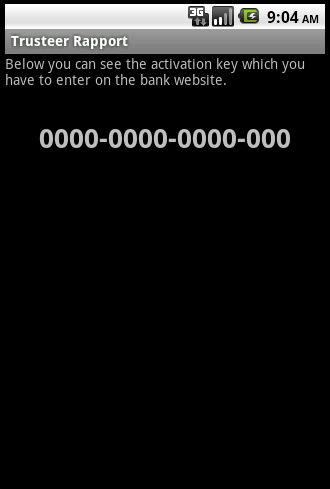 3G 9:04 AM
Trusteer Rapport
Below you can see the activation key which you
have to enter on the bank website.
0000-0000-0000-000